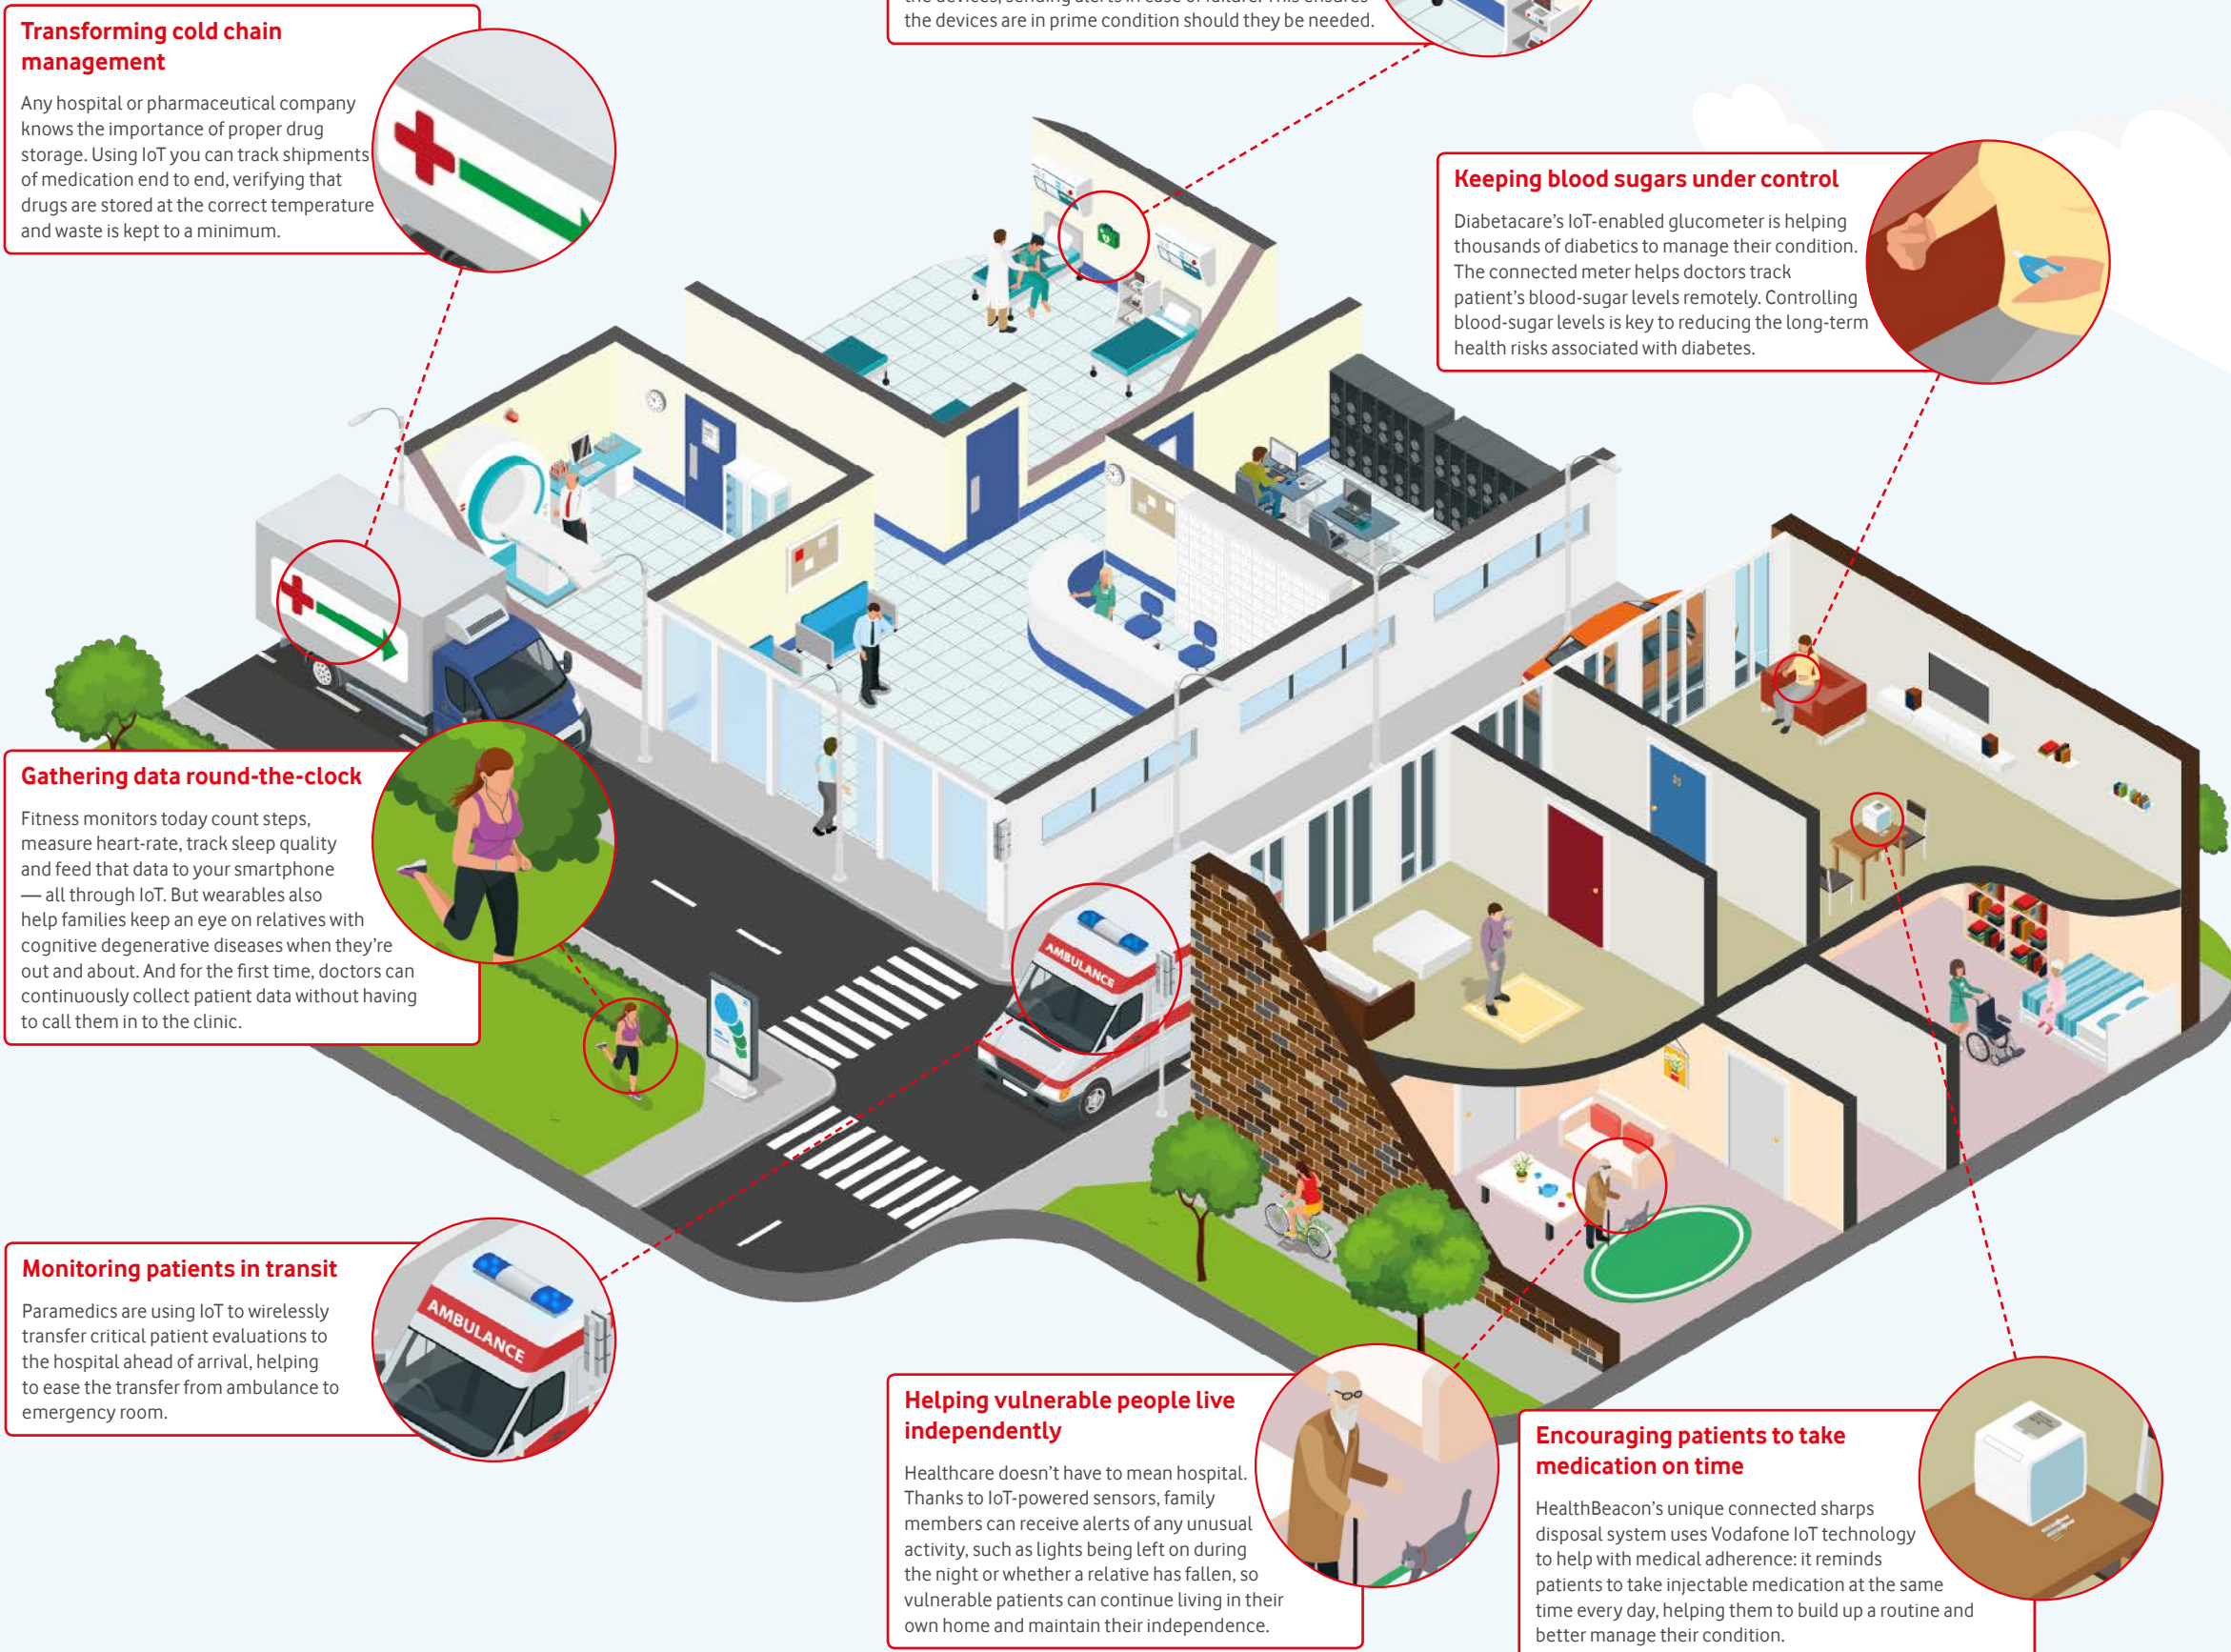 the devices are in prime condition should they be needed.
Transforming cold chain
management
Any hospital or pharmaceutical company
knows the importance of proper drug
storage. Using IoT you can track shipments
of medication end to end, verifying that
drugs are stored at the correct temperature
and waste is kept to a minimum.
Keeping blood sugars under control
Diabetacare's IoT-enabled glucometer is helping
thousands of diabetics to manage their condition.
The connected meter helps doctors track
patient's blood-sugar levels remotely. Controlling
blood-sugar levels is key to reducing the long-term
health risks associated with diabetes.
Gathering data round-the-clock
Fitness monitors today count steps,
measure heart-rate, track sleep quality
and feed that data to your smartphone
— all through IoT. But wearables also
help families keep an eye on relatives with
cognitive degenerative diseases when they're
out and about. And for the first time, doctors can
continuously collect patient data without having
to call them in to the clinic.
AMBULANCE
Monitoring patients in transit
Paramedics are using IoT to wirelessly
transfer critical patient evaluations to
the hospital ahead of arrival, helping
to ease the transfer from ambulance to
emergency room.
AMBULANCE
Helping vulnerable people live
independently
Healthcare doesn't have to mean hospital.
Thanks to IoT-powered sensors, family
members can receive alerts of any unusual
activity, such as lights being left on during
the night or whether a relative has fallen, so
vulnerable patients can continue living in their
own home and maintain their independence.
Encouraging patients to take
medication on time
HealthBeacon's unique connected sharps
disposal system uses Vodafone IoT technology
to help with medical adherence: it reminds
patients to take injectable medication at the same
time every day, helping them to build up a routine and
better manage their condition.